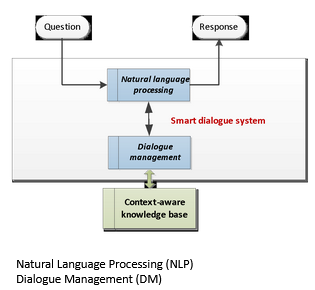 Question
Response
Natural language
processing
Smart dialogue system
Dialogue
management
Context-aware
knowledge base
Natural Language Processing (NLP)
Dialogue Management (DM)